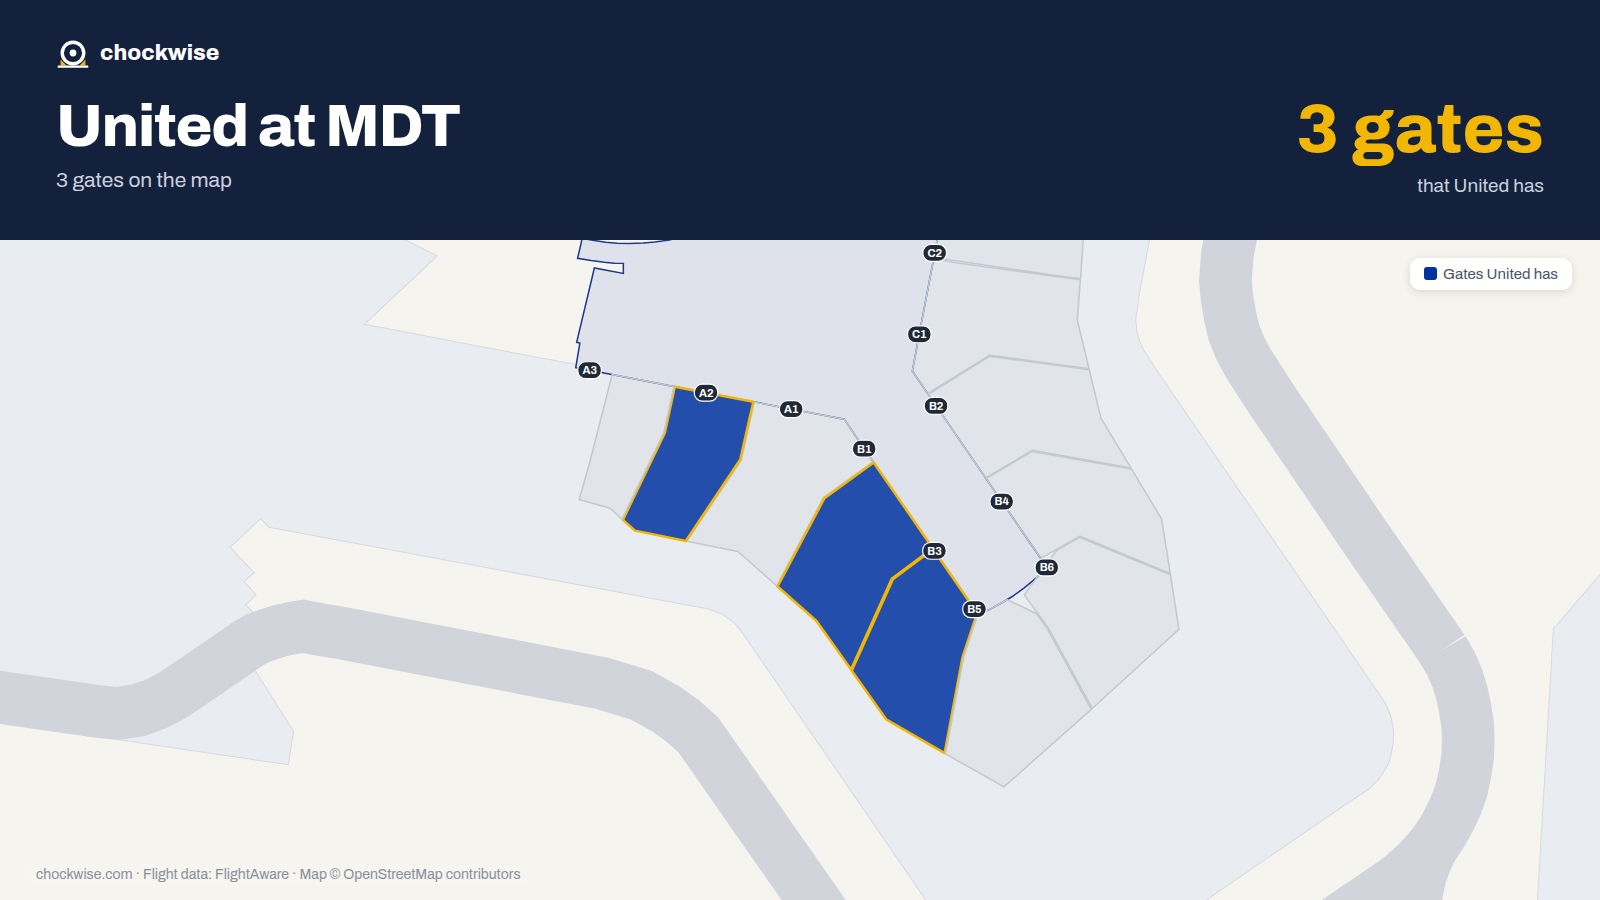 chockwise
United at MDT
3 gates on the map
3 gates
that United has
Gates United has
C2
C1
A3
A2
A1
B2
B1
B4
B3
B6
B5
chockwise.com · Flight data: FlightAware · Map © OpenStreetMap contributors